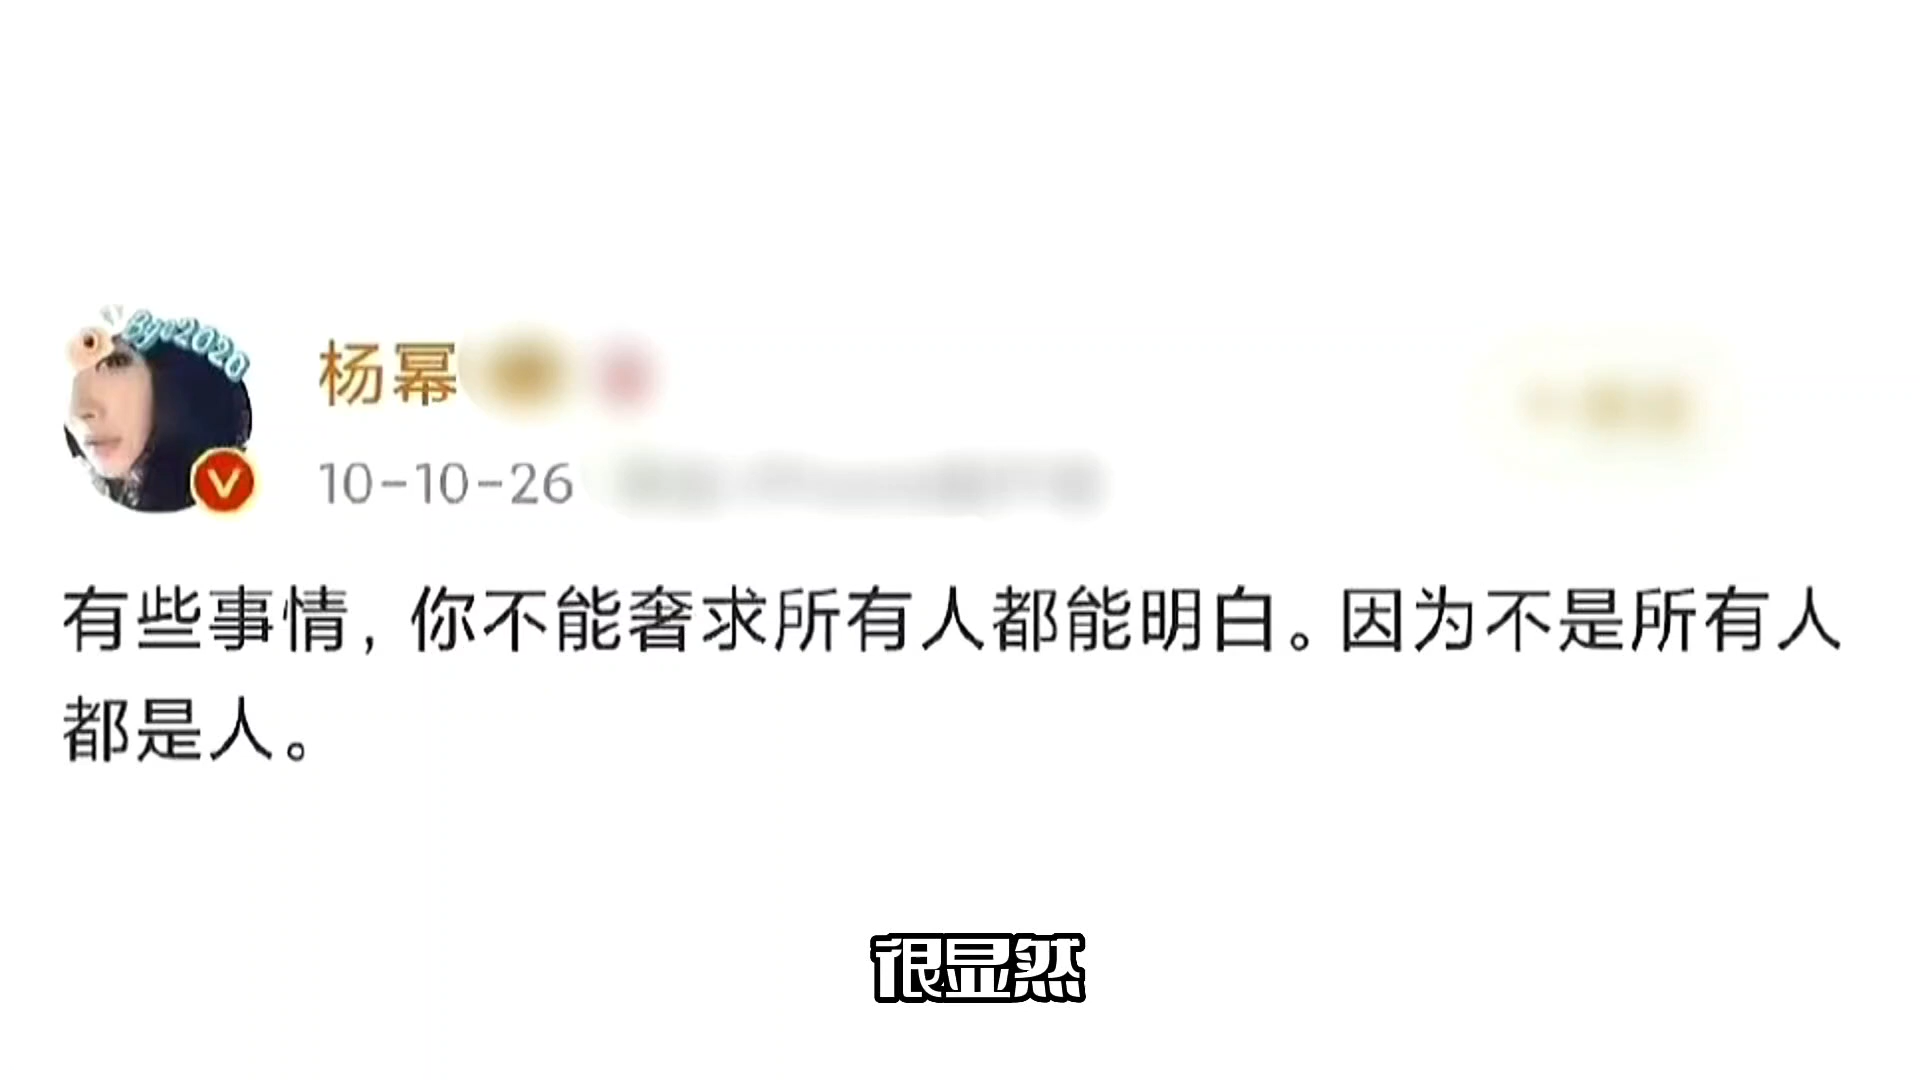 Bye2020
杨幂
10-10-26
有些事情，你不能奢求所有人都能明白。因为不是所有人
都是人。
很显然